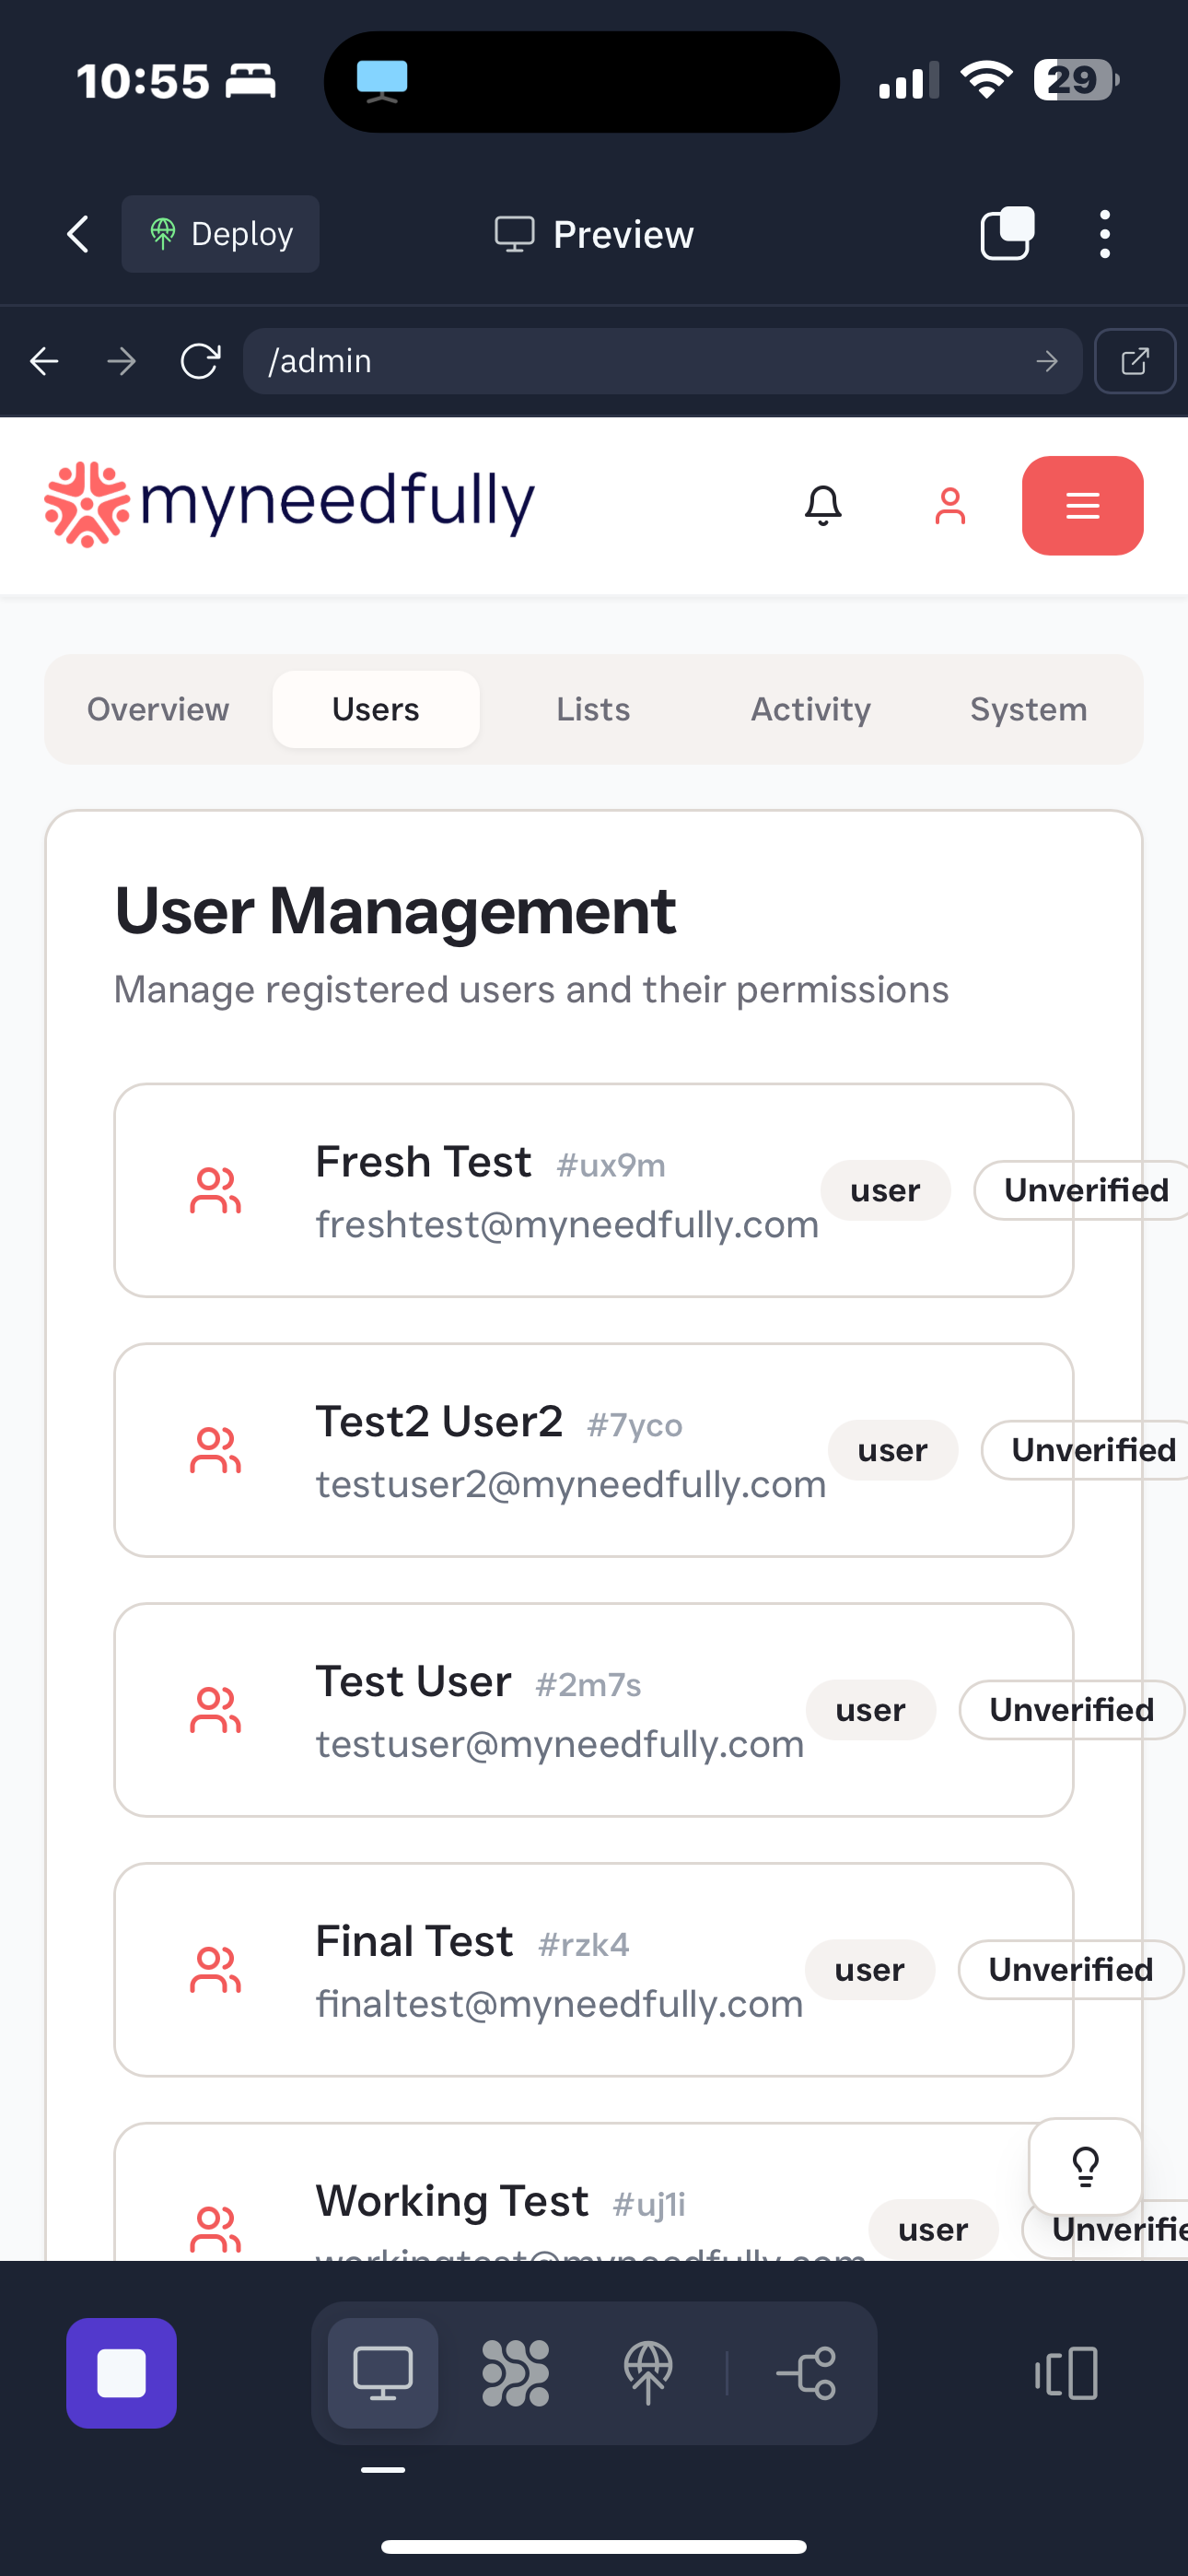 10:55
29
Deploy
Preview
/admin
myneedfully
Overview Users Lists Activity System
User Management
Manage registered users and their permissions
Fresh Test #ux9m
freshtest@myneedfully.com
user Unverified
Test2 User2 #7yco
testuser2@myneedfully.com
user Unverified
Test User #2m7s
testuser@myneedfully.com
user Unverified
Final Test #rzk4
finaltest@myneedfully.com
user Unverified
Working Test #uj1i
workingtest@myneedfully.com
user Unverifie